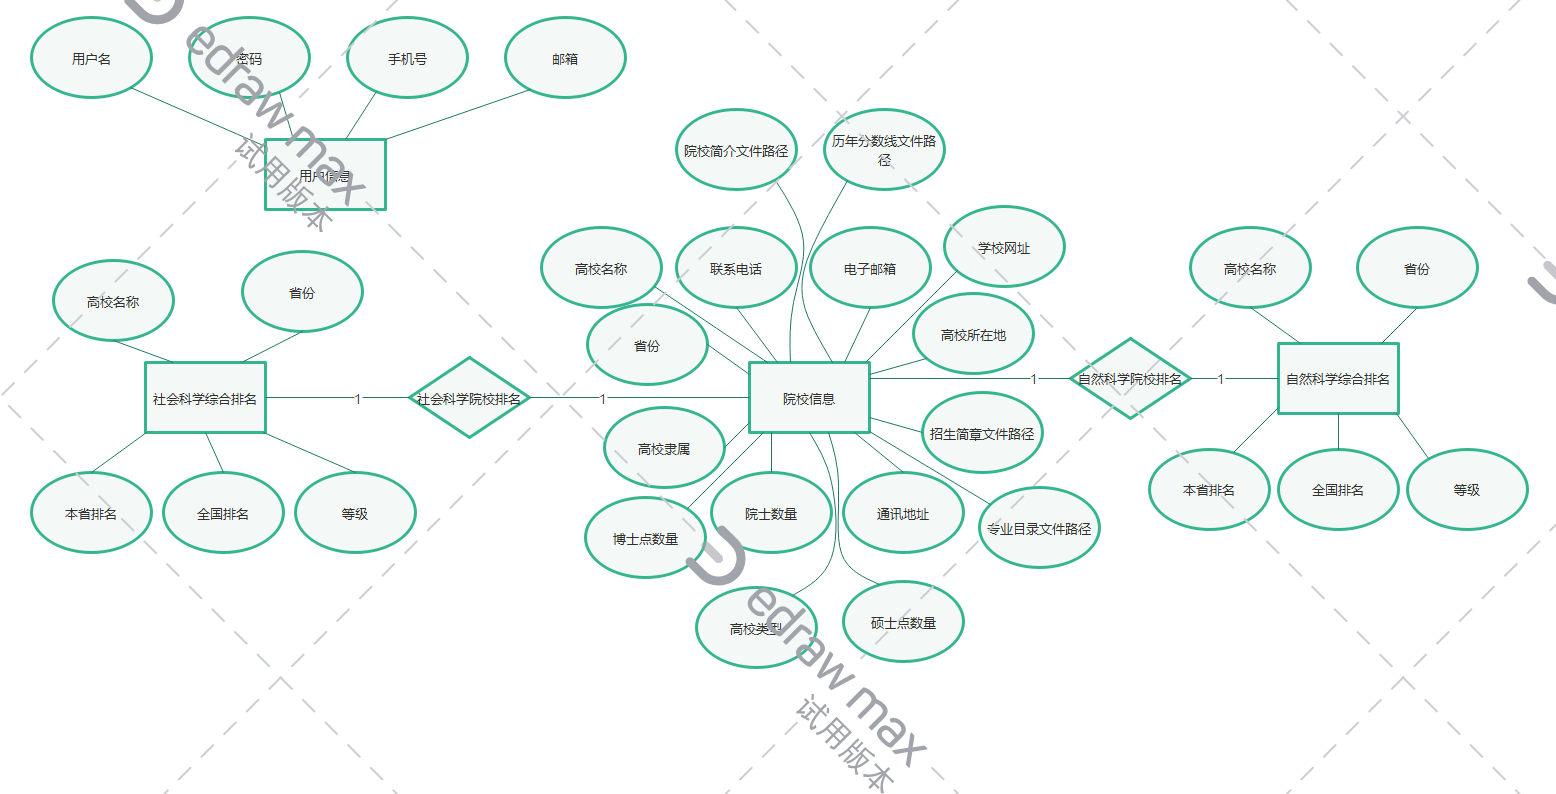 用户名
密码
手机号
邮箱
edraw max
试用版本
用户信息
院校简介文件路径
历年分数线文件路
径
高校名称
联系电话
电子邮箱
学校网址
高校名称
省份
高校名称
省份
省份
高校所在地
社会科学综合排名
1
社会科学院校排名
1
院校信息
1
自然科学院校排名
1
自然科学综合排名
高校隶属
招生简章文件路径
本省排名
全国排名
等级
博士点数量
院士数量
通讯地址
专业目录文件路径
本省排名
全国排名
等级
高校类型
硕士点数量
edraw max
试用版本